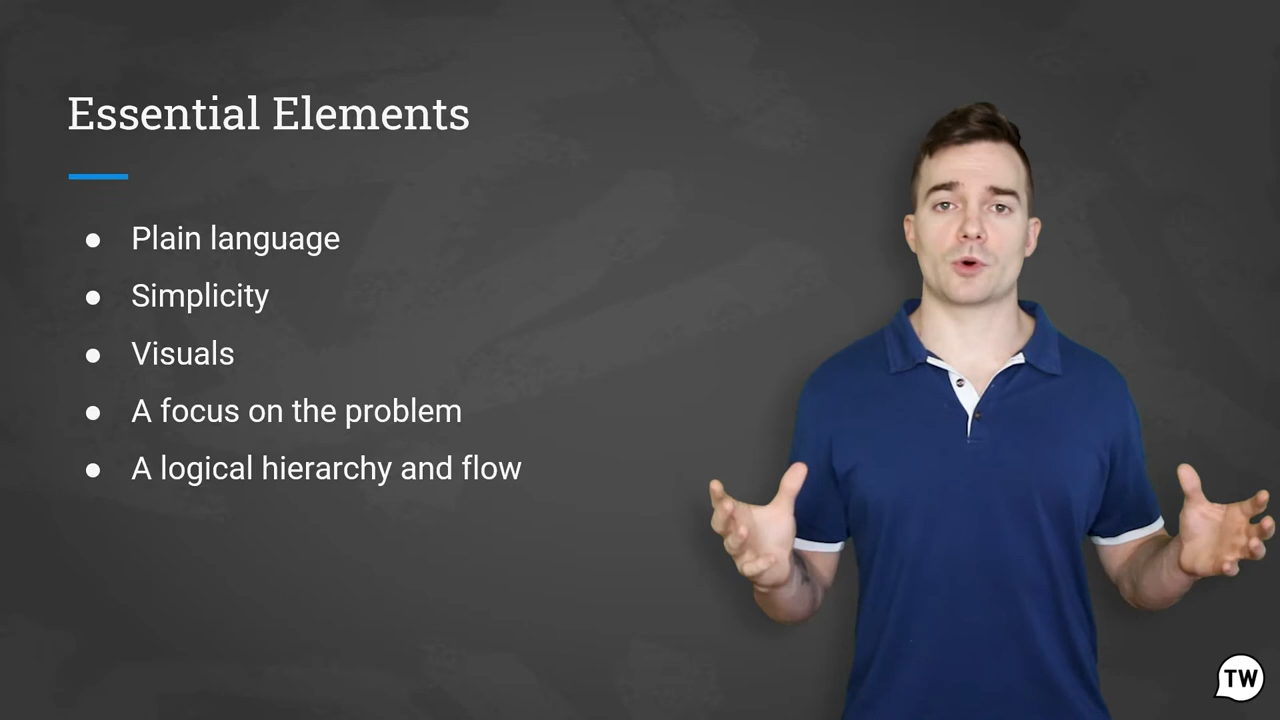 Essential Elements
● Plain language
● Simplicity
● Visuals
● A focus on the problem
● A logical hierarchy and flow
TW